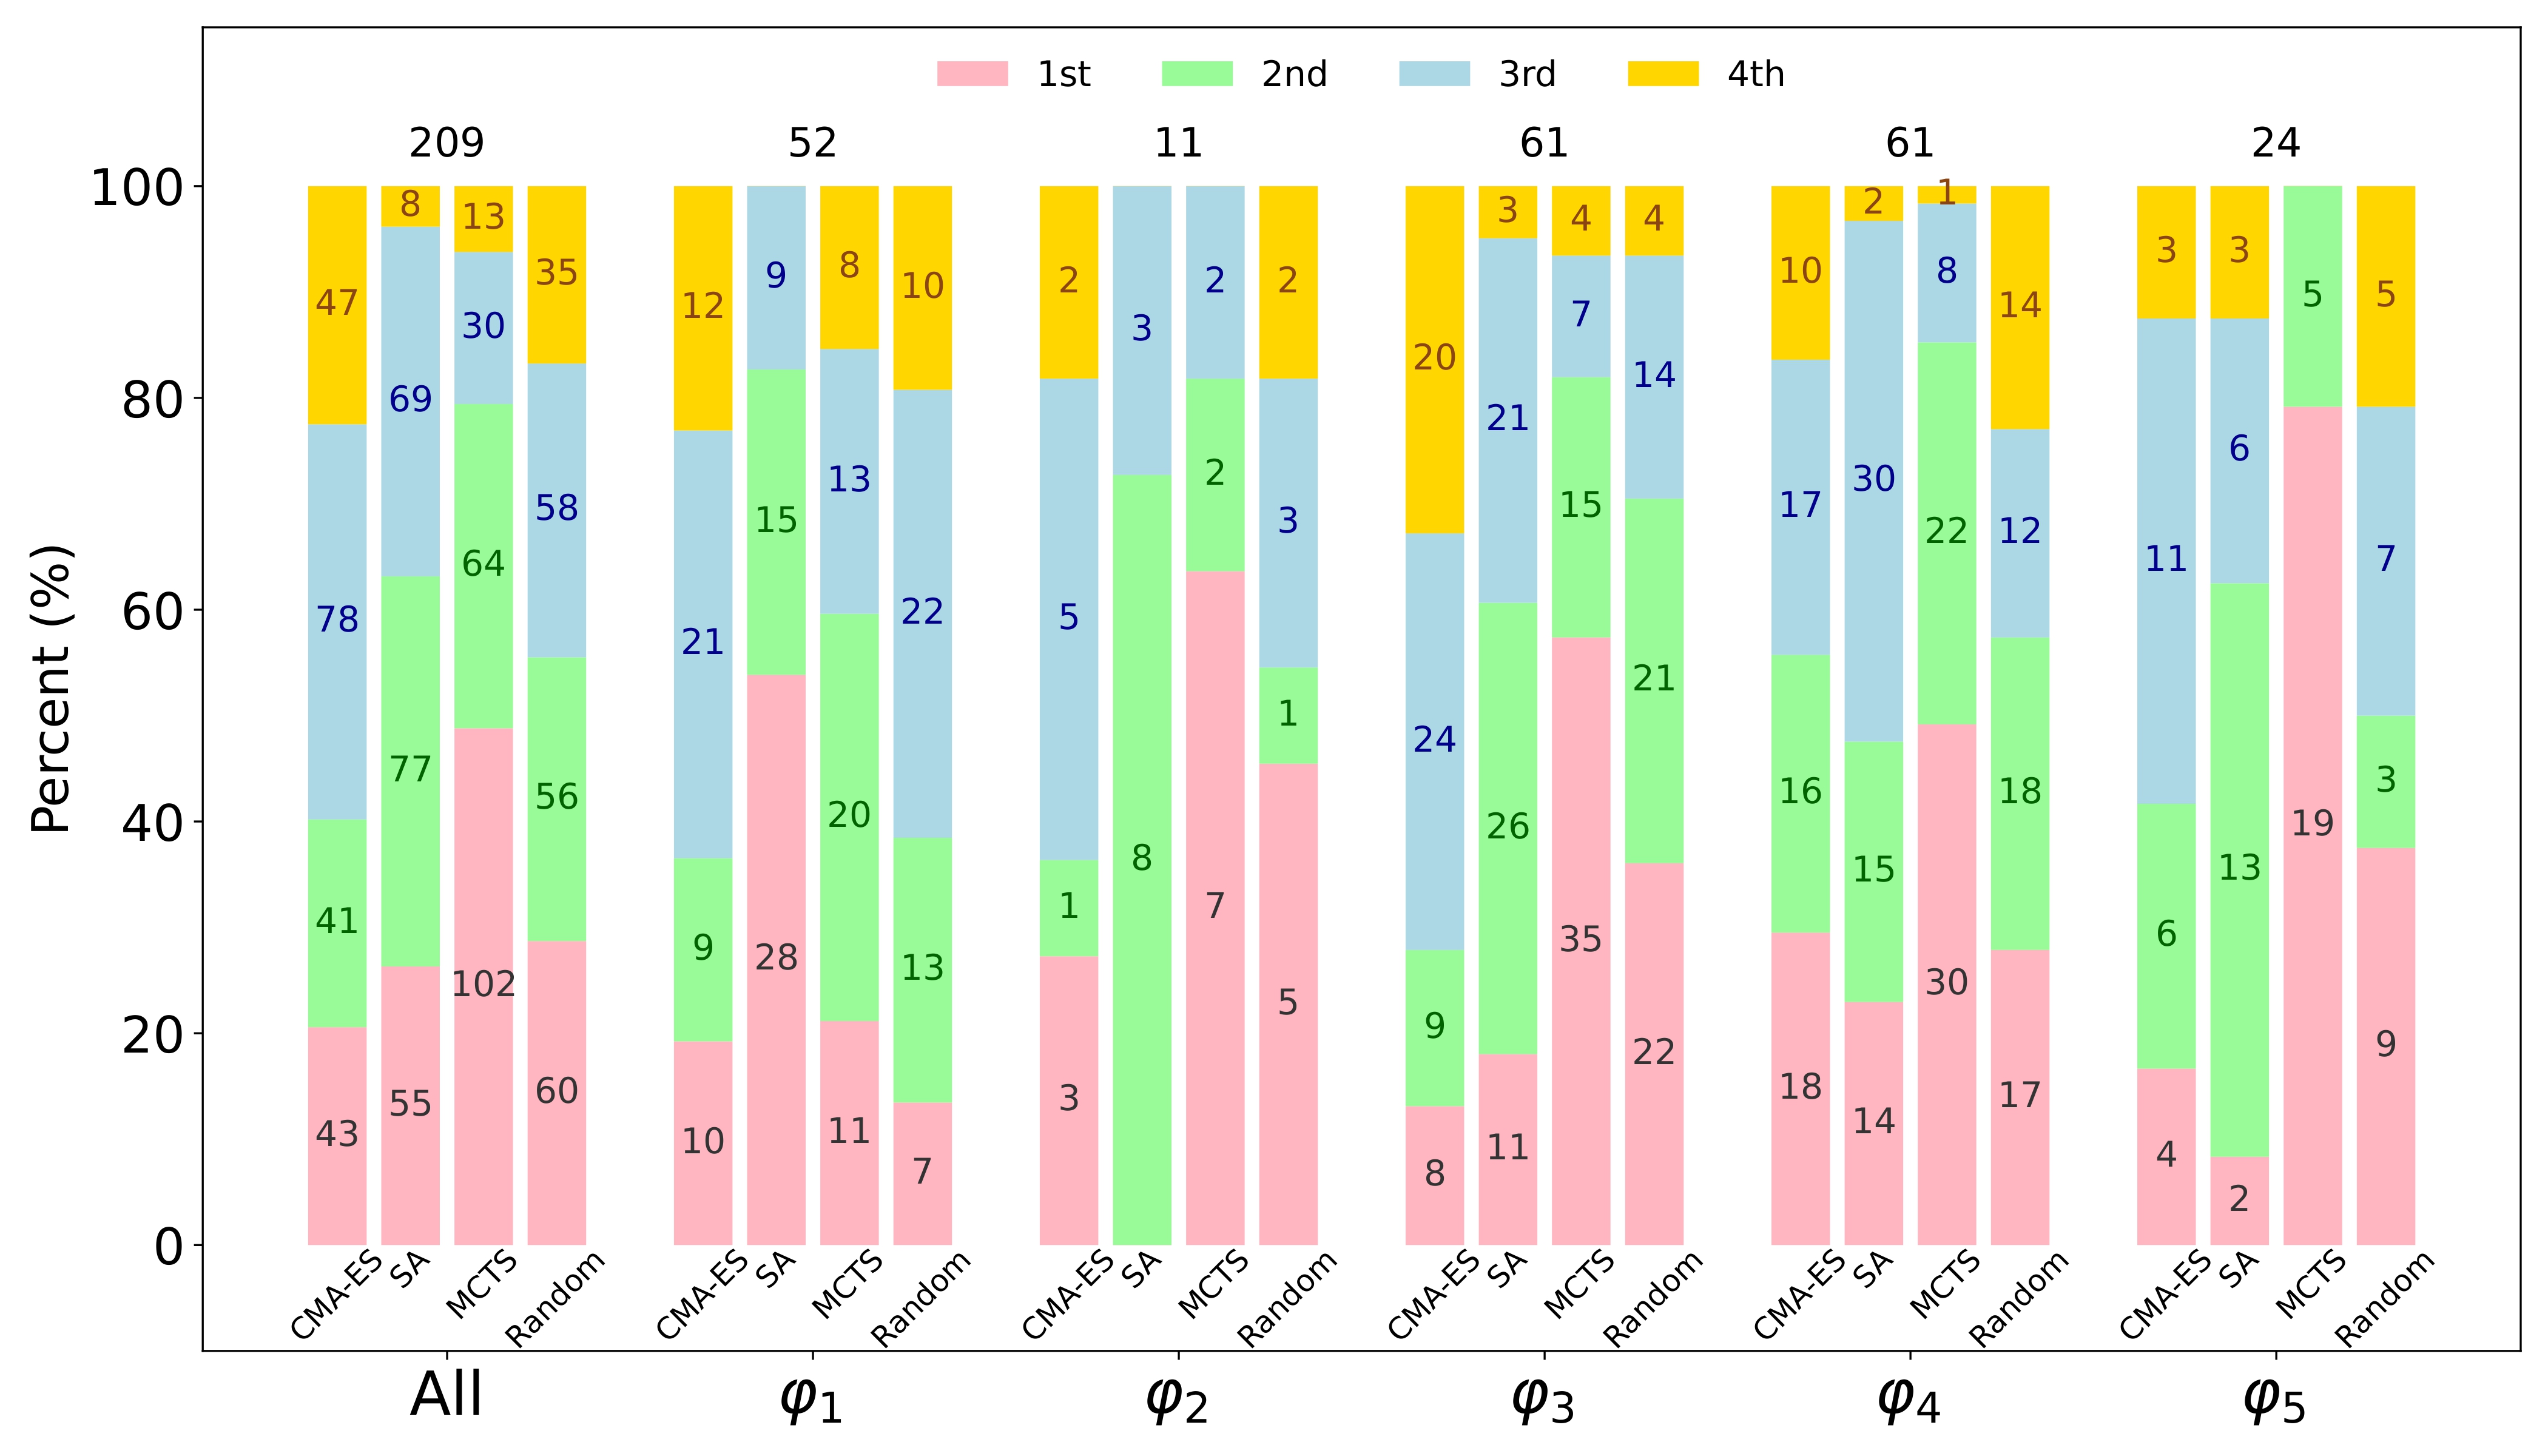 1st 2nd 3rd 4th
209 52 11 61 61 24
Percent (%)
100
80
60
40
20
0
47 78 41 43
8 69 77 55
13 30 64 102
35 58 56 60
12 21 9 10
9 15 28
8 13 20 11
10 22 13 7
2 5 1 3
3 8
2 2 7
2 3 1 5
20 24 9 8
3 21 26 11
4 7 15 35
4 14 21 22
10 17 16 18
2 30 15 14
1 8 22 30
14 12 18 17
3 11 6 4
3 6 13 2
5 19
5 7 3 9
CMA-ES SA MCTS Random CMA-ES SA MCTS Random CMA-ES SA MCTS Random CMA-ES SA MCTS Random CMA-ES SA MCTS Random CMA-ES SA MCTS Random
All φ1 φ2 φ3 φ4 φ5